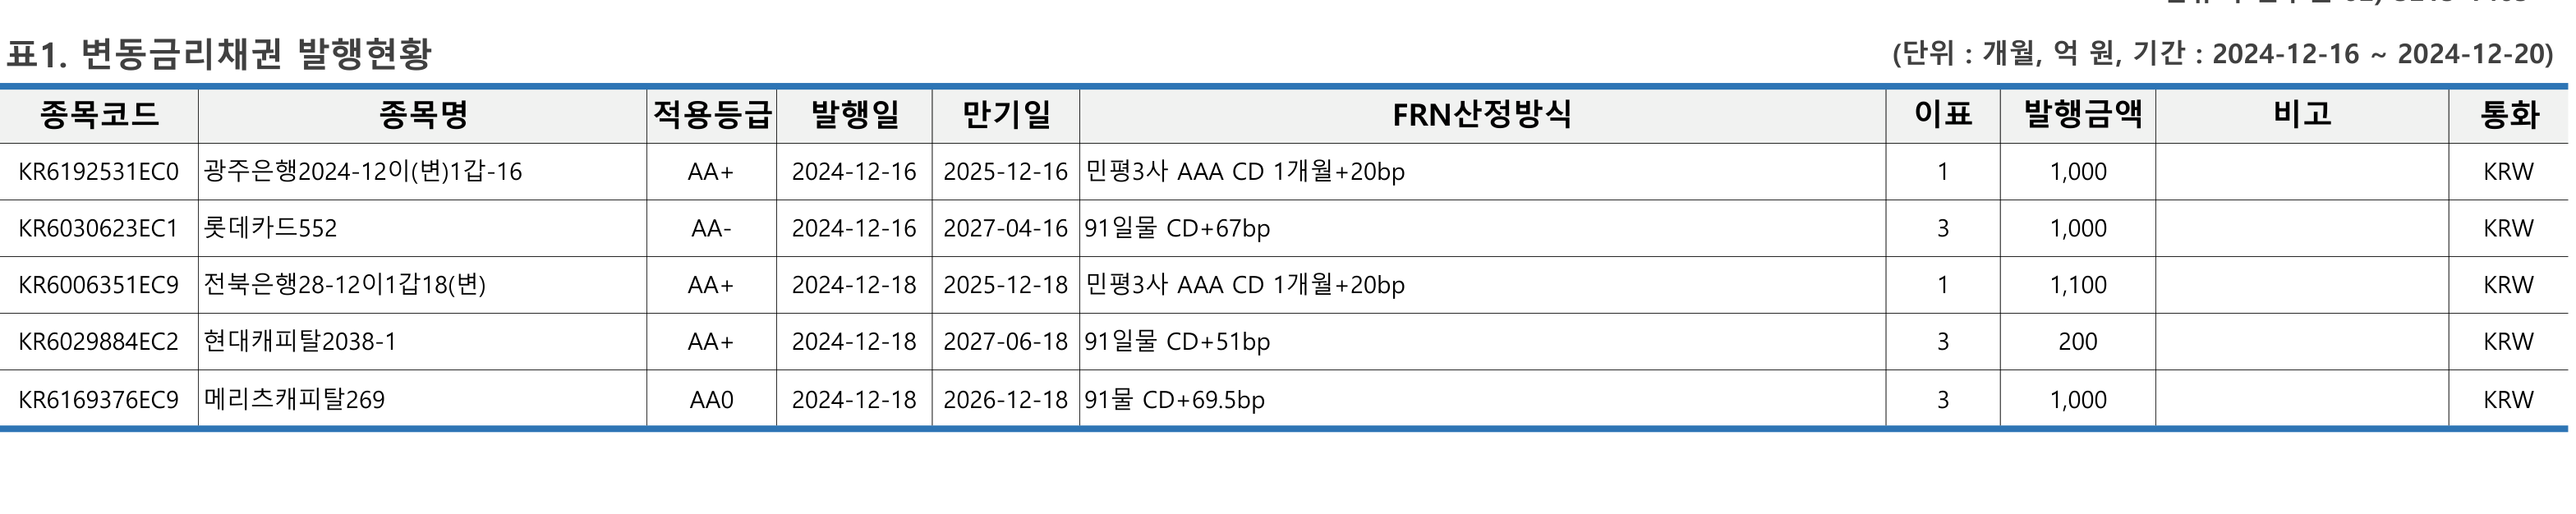 표1. 변동금리채권 발행현황
(단위 : 개월, 억 원, 기간 : 2024-12-16 ~ 2024-12-20)
종목코드 종목명 적용등급 발행일 만기일 FRN산정방식 이표 발행금액 비고 통화
KR6192531EC0 광주은행2024-12이(변)1갑-16 AA+ 2024-12-16 2025-12-16 민평3사 AAA CD 1개월+20bp 1 1,000 KRW
KR6030623EC1 롯데카드552 AA- 2024-12-16 2027-04-16 91일물 CD+67bp 3 1,000 KRW
KR6006351EC9 전북은행28-12이1갑18(변) AA+ 2024-12-18 2025-12-18 민평3사 AAA CD 1개월+20bp 1 1,100 KRW
KR6029884EC2 현대캐피탈2038-1 AA+ 2024-12-18 2027-06-18 91일물 CD+51bp 3 200 KRW
KR6169376EC9 메리츠캐피탈269 AA0 2024-12-18 2026-12-18 91물 CD+69.5bp 3 1,000 KRW